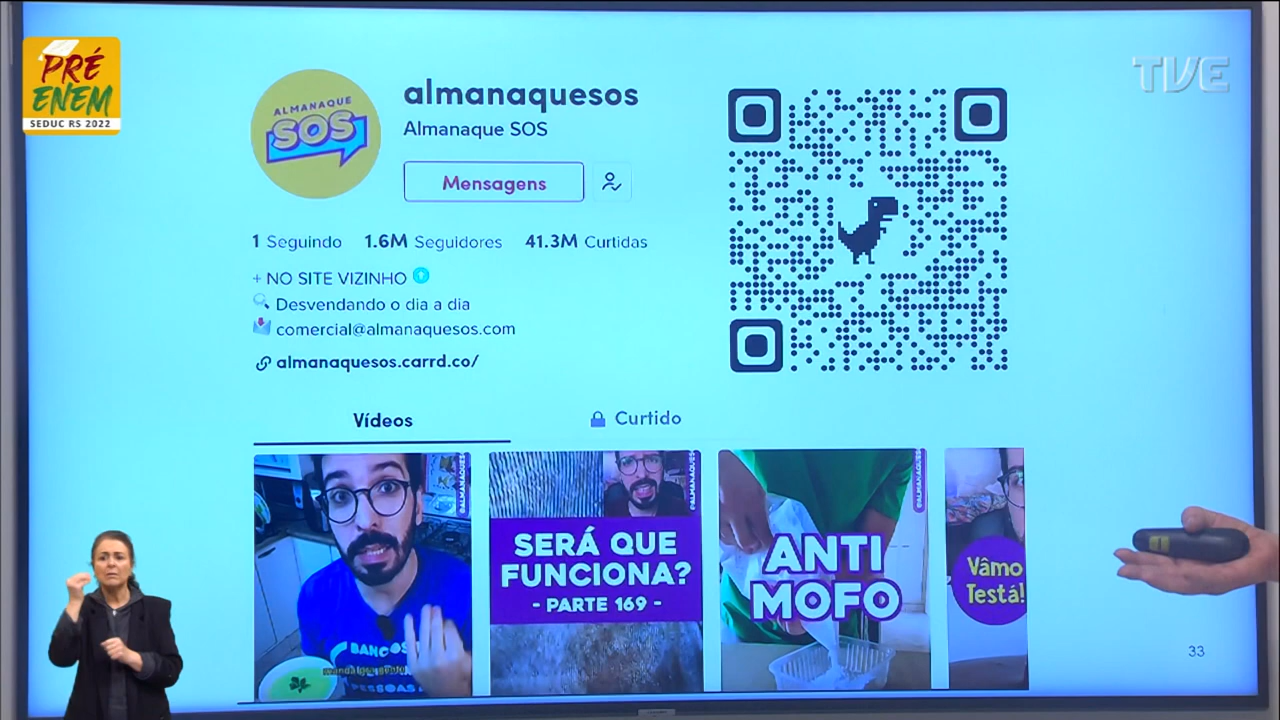 PRÉ
ENEM
SEDUC RS 2022
TVE
ALMANAQUE
SOS
almanaquesos
Almanaque SOS
Mensagens
1 Seguindo 1.6M Seguidores 41.3M Curtidas
+ NO SITE VIZINHO
Desvendando o dia a dia
comercial@almanaquesos.com
almanaquesos.carrd.co/
Vídeos
Curtido
BANCOS
PESSOAS
SERÁ QUE
FUNCIONA?
- PARTE 169 -
ANTI
MOFO
Vâmo
Testá!
33